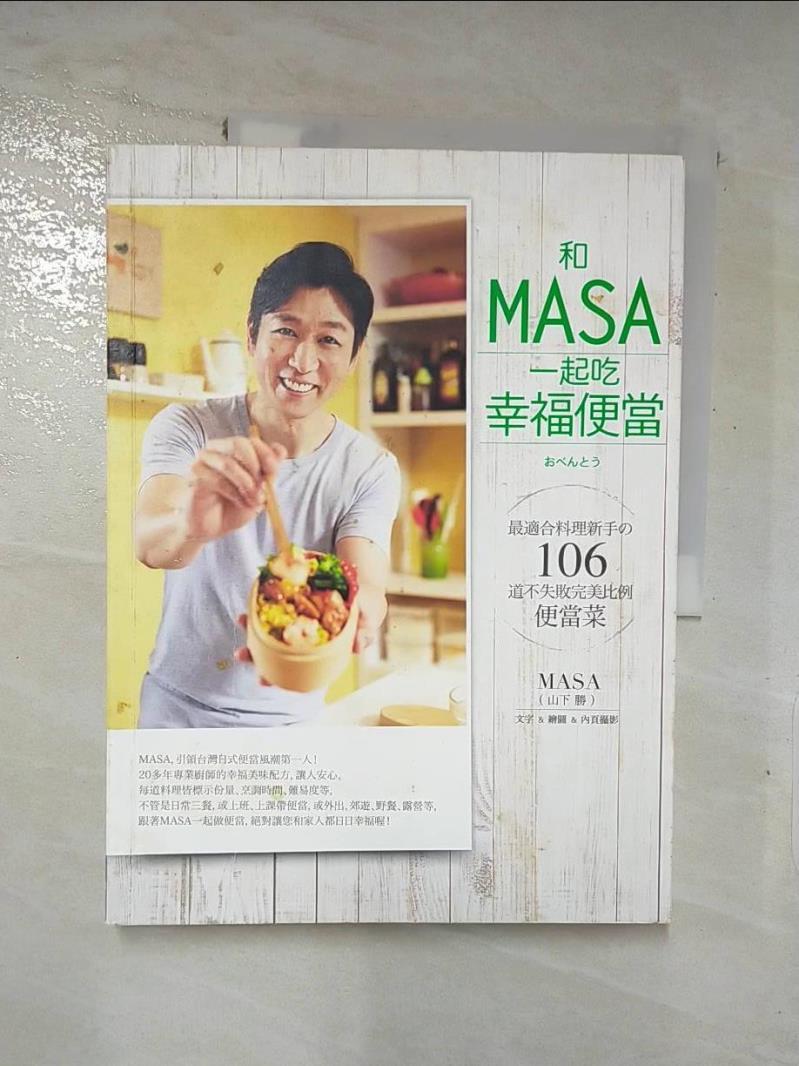 和
MASA
一起吃
幸福便當
おべんとう
最適合料理新手の
106
道不失敗完美比例
便當菜
MASA
(山下 勝)
文字 & 繪圖 & 內頁攝影
MASA, 引領台灣日式便當風潮第一人!
20多年專業廚師的幸福美味配方, 讓人安心。
每道料理皆標示份量、烹調時間、難易度等,
不管是日常三餐, 或上班、上課帶便當, 或外出、郊遊、野餐、露營等,
跟著MASA一起做便當, 絕對讓您和家人都日日幸福喔!